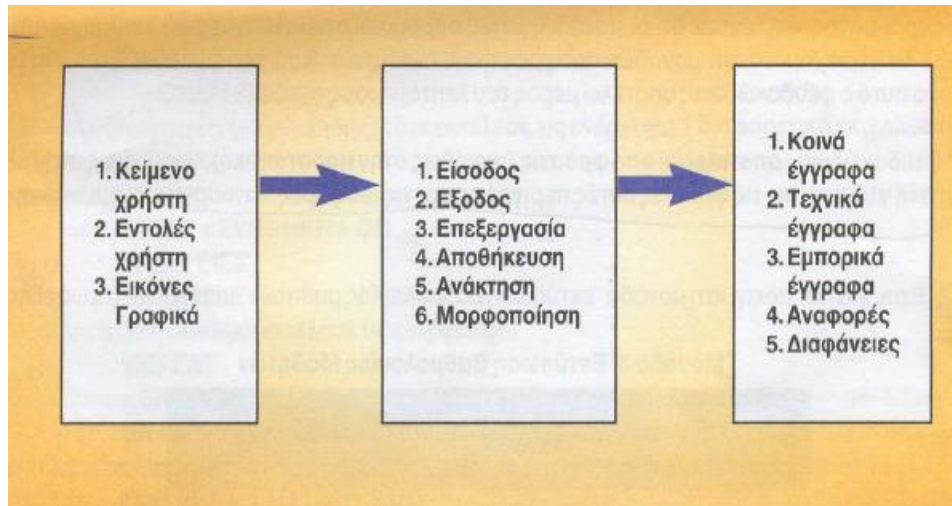 1. Κείμενο
χρήστη
2. Εντολές
χρήστη
3. Εικόνες
Γραφικά
1. Είσοδος
2. Εξοδος
3. Επεξεργασία
4. Αποθήκευση
5. Ανάκτηση
6. Μορφοποίηση
1. Κοινά
έγγραφα
2. Τεχνικά
έγγραφα
3. Εμπορικά
έγγραφα
4. Αναφορές
5. Διαφάνειες